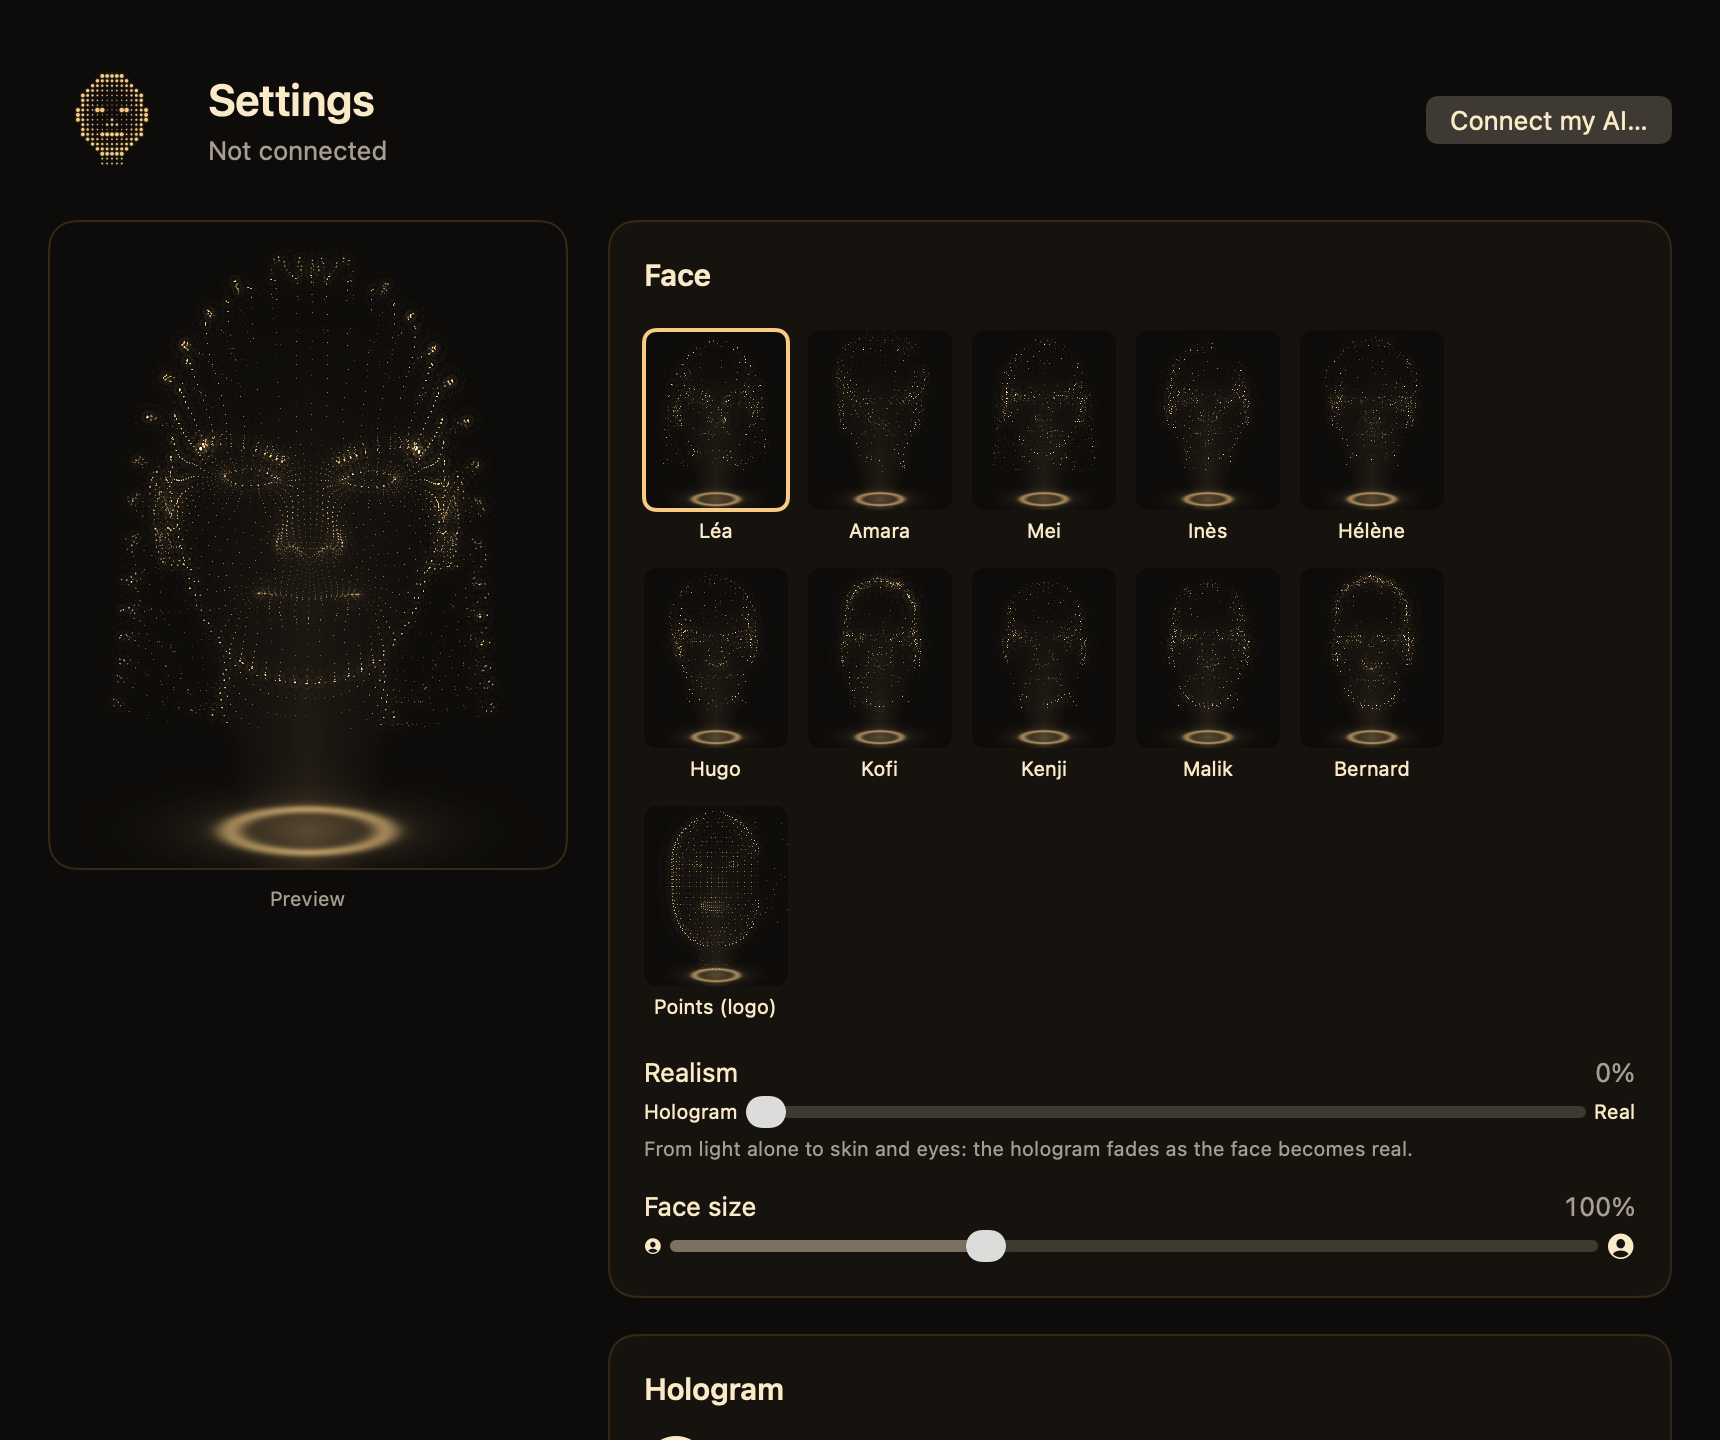 Settings
Not connected
Connect my AI...
Face
Léa
Amara
Mei
Inès
Hélène
Hugo
Kofi
Kenji
Malik
Bernard
Points (logo)
Preview
Realism
0%
Hologram
Real
From light alone to skin and eyes: the hologram fades as the face becomes real.
Face size
100%
Hologram